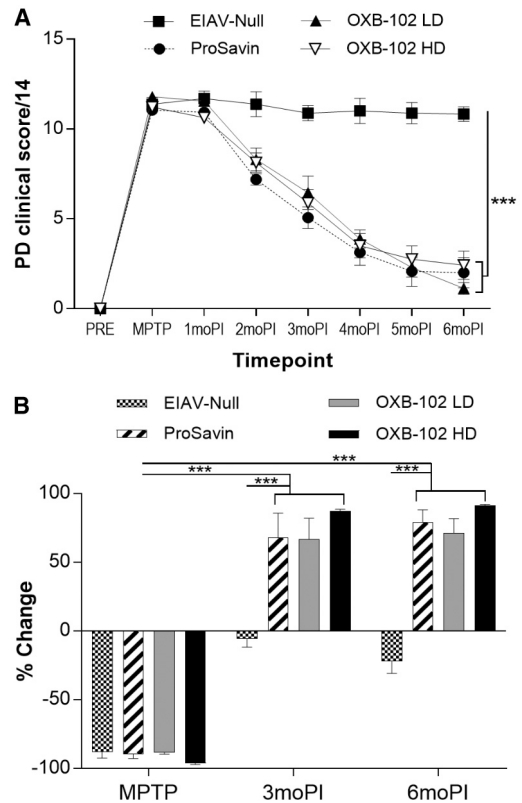 A
EIAV-Null
OXB-102 LD
ProSavin
OXB-102 HD
15
10
5
0
PD clinical score/14
***
PRE MPTP 1moPI 2moPI 3moPI 4moPI 5moPI 6moPI
Timepoint
B
EIAV-Null
OXB-102 LD
ProSavin
OXB-102 HD
***
*** *** ***
100
50
0
-50
-100
% Change
MPTP 3moPI 6moPI